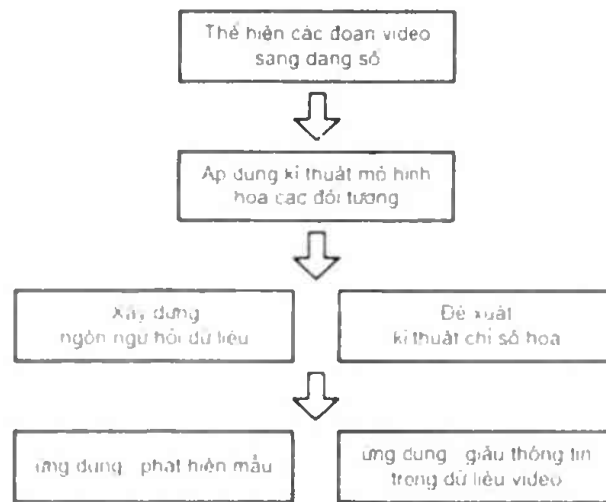 Thể hiện các đoạn video
sang dạng số
Áp dụng kĩ thuật mô hình
hoá các đối tượng
Xây dựng
ngôn ngữ hỏi dữ liệu
Đề xuất
kĩ thuật chỉ số hoá
ứng dụng phát hiện mẫu
ứng dụng giấu thông tin
trong dữ liệu video